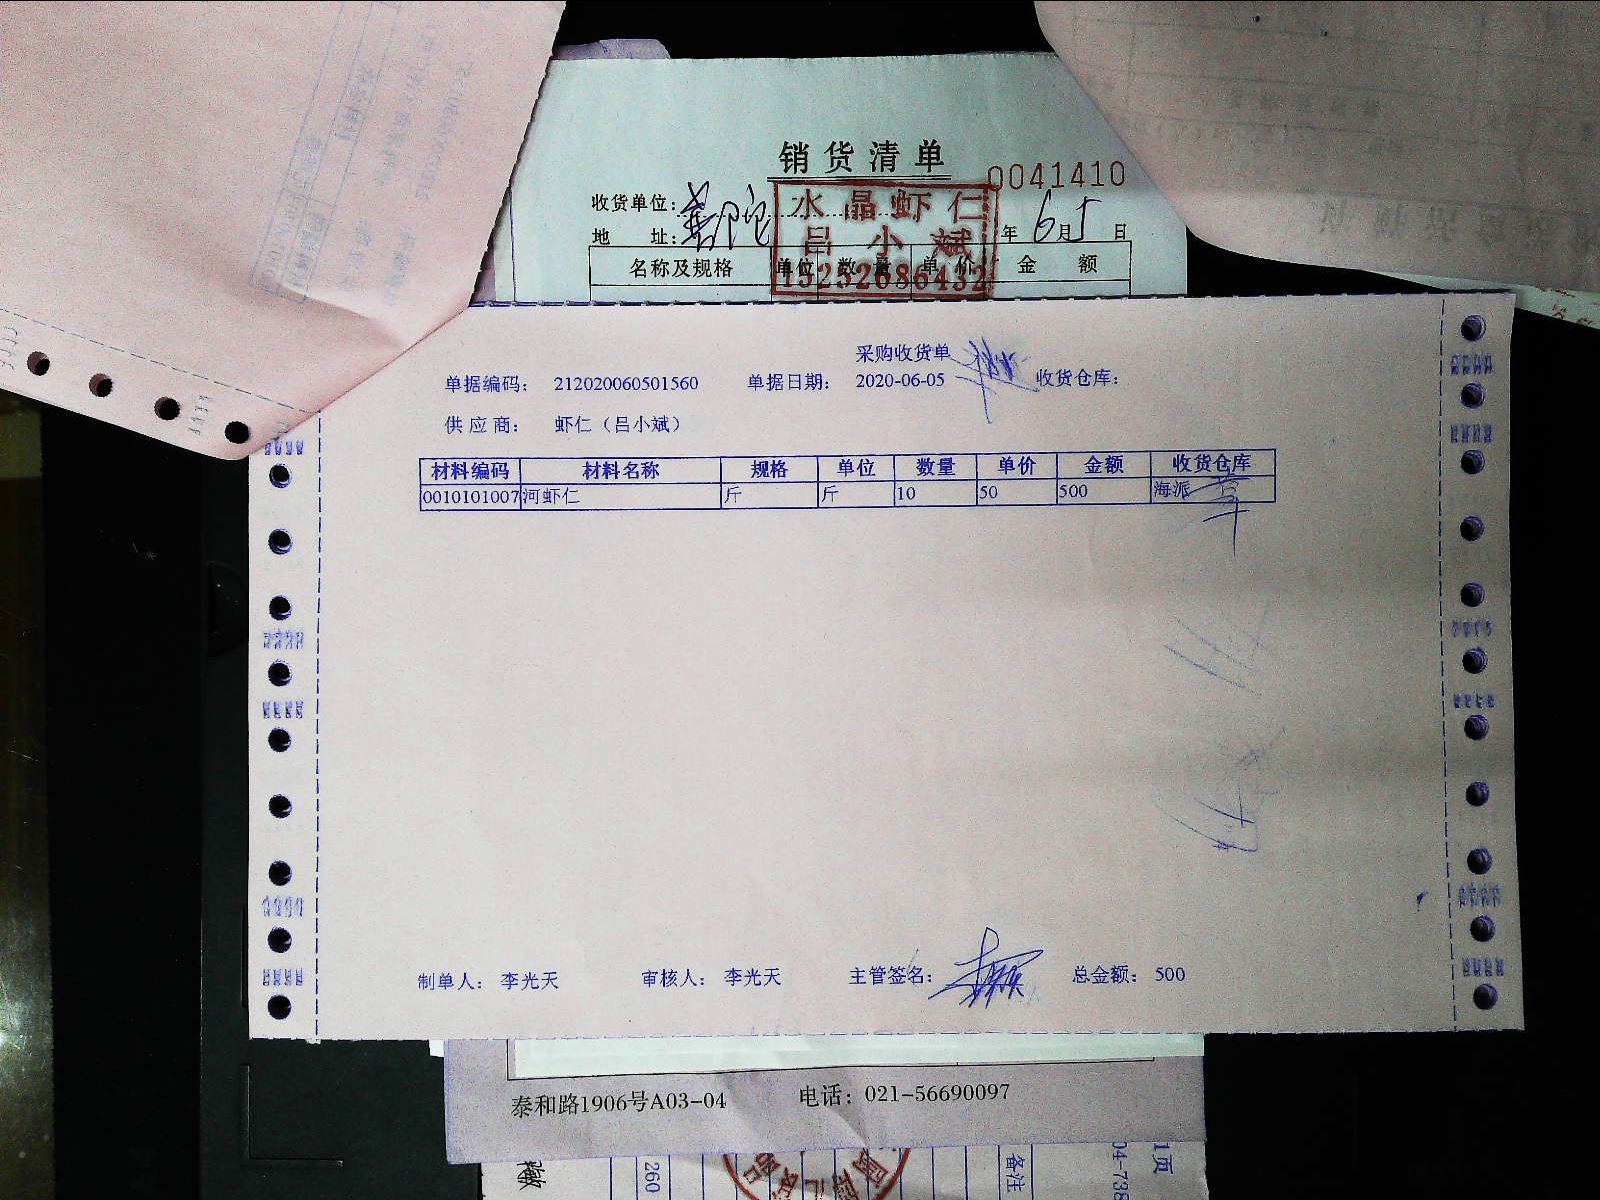 销货清单
0041410
收货单位:
水晶虾仁
地 址:
吕小斌
年 6月5日
名称及规格 单位 数量 单价 金额
15252686432
采购收货单
单据编码: 212020060501560 单据日期: 2020-06-05 收货仓库:
供应商: 虾仁（吕小斌）
材料编码 材料名称 规格 单位 数量 单价 金额 收货仓库
0010101007 河虾仁 斤 斤 10 50 500 海派
制单人: 李光天 审核人: 李光天 主管签名: 总金额: 500
泰和路1906号A03-04 电话: 021-56690097
260
备注
04-738
1页